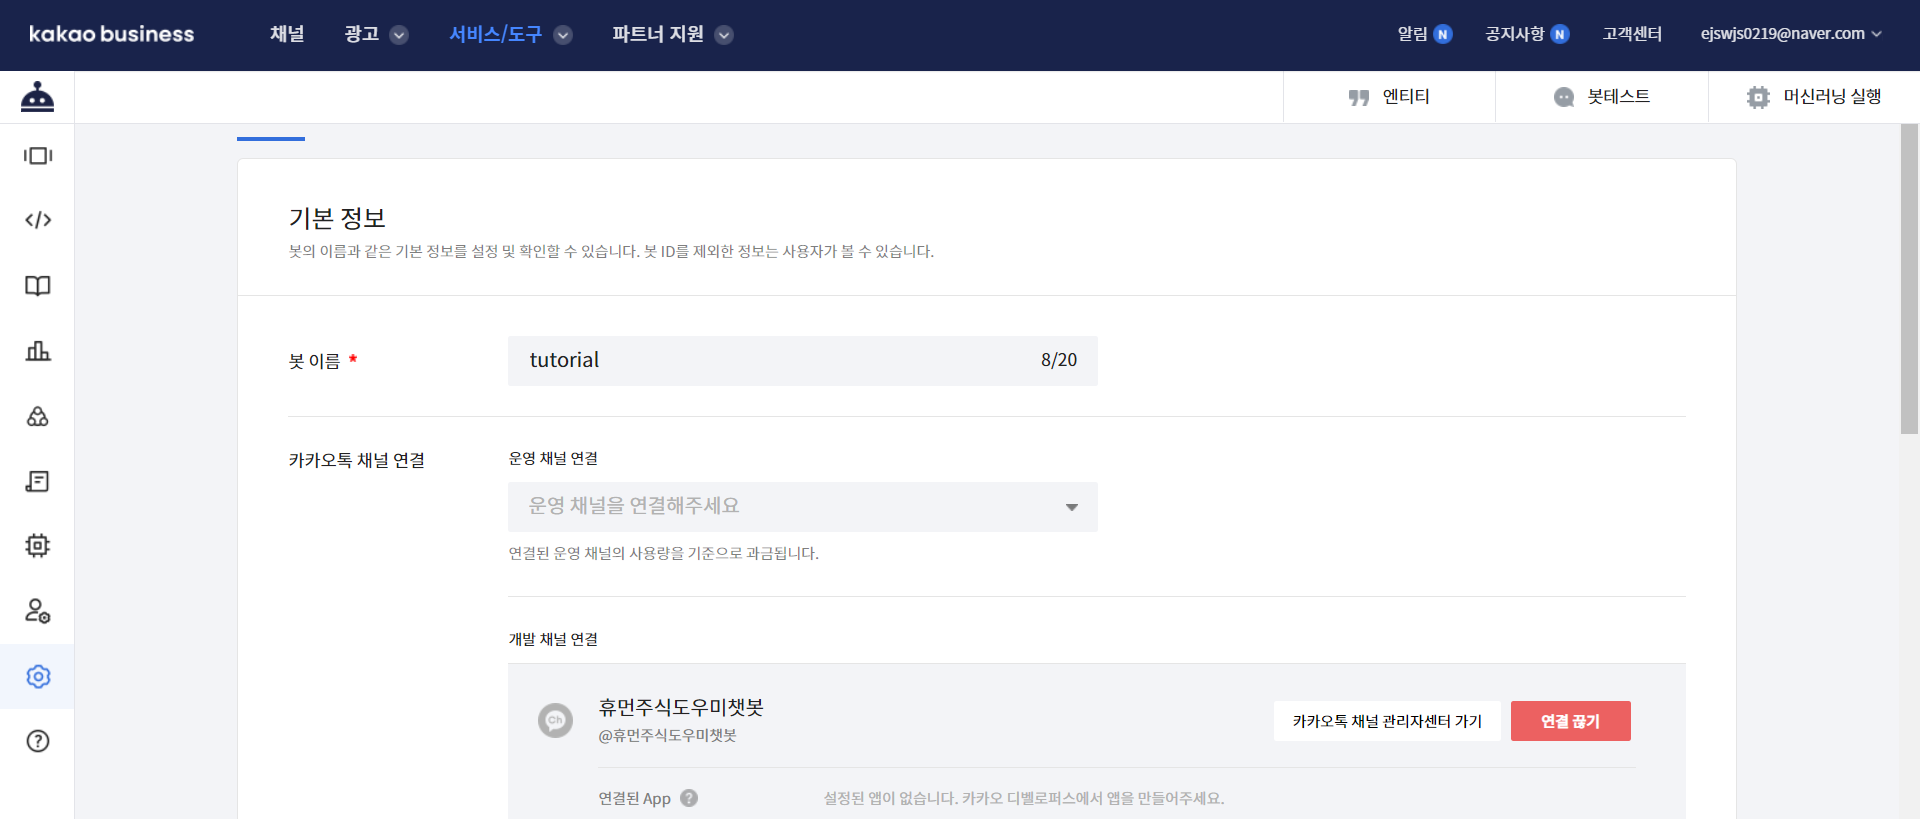 kakao business 채널 광고 서비스/도구 파트너 지원 알림 N 공지사항 N 고객센터 ejswjs0219@naver.com
엔티티 봇테스트 머신러닝 실행
기본 정보
봇의 이름과 같은 기본 정보를 설정 및 확인할 수 있습니다. 봇 ID를 제외한 정보는 사용자가 볼 수 있습니다.
봇 이름 * tutorial 8/20
카카오톡 채널 연결 운영 채널 연결
운영 채널을 연결해주세요
연결된 운영 채널의 사용량을 기준으로 과금됩니다.
개발 채널 연결
Ch 휴먼주식도우미챗봇 카카오톡 채널 관리자센터 가기 연결 끊기
@휴먼주식도우미챗봇
연결된 App ? 설정된 앱이 없습니다. 카카오 디벨로퍼스에서 앱을 만들어주세요.